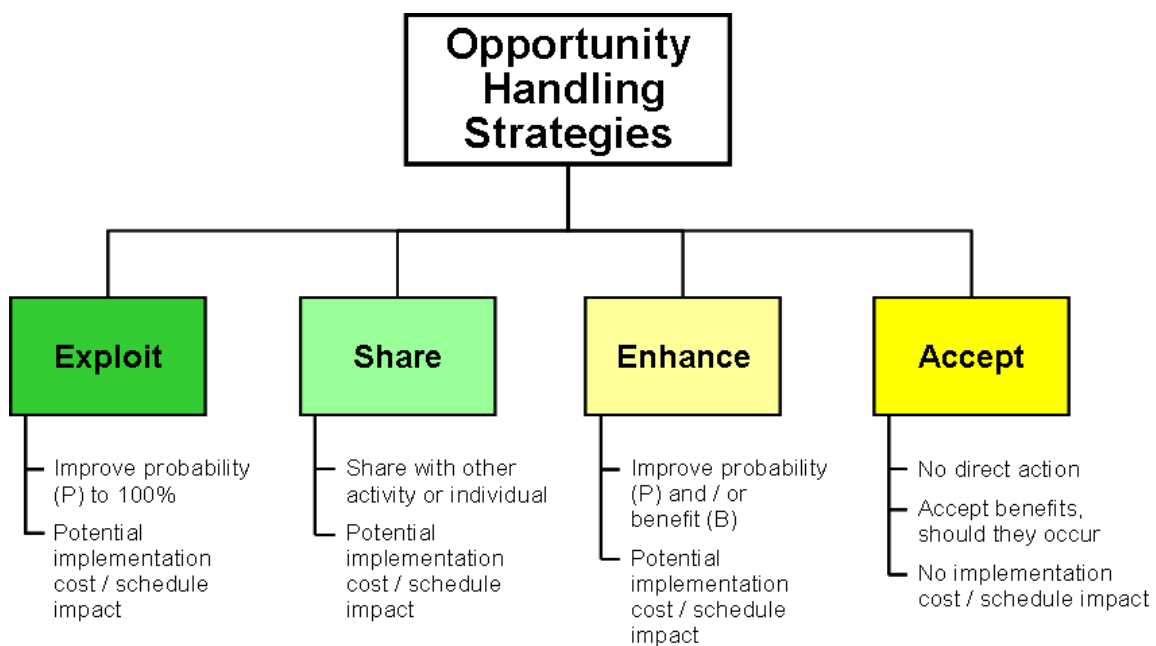 Opportunity
Handling
Strategies
Exploit
Share
Enhance
Accept
Improve probability
(P) to 100%
Potential
implementation
cost / schedule
impact
Share with other
activity or individual
Potential
implementation
cost / schedule
impact
Improve probability
(P) and / or
benefit (B)
Potential
implementation
cost / schedule
impact
No direct action
Accept benefits,
should they occur
No implementation
cost / schedule impact